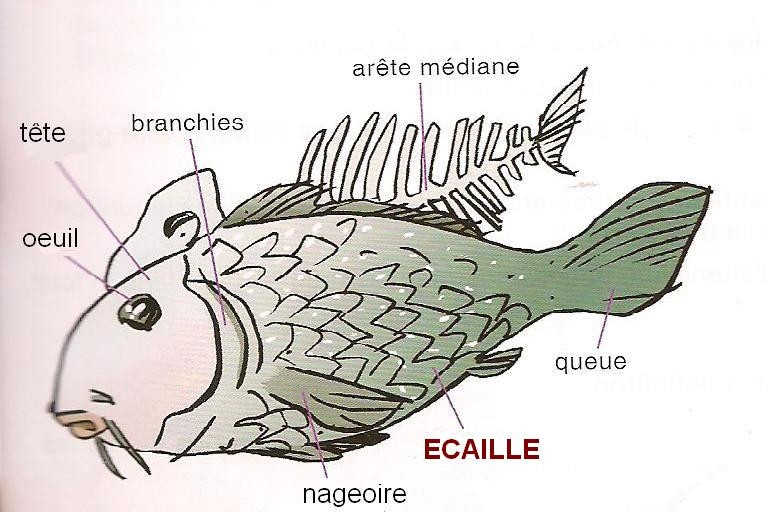 arête médiane
branchies
tête
oeuil
queue
ECAILLE
nageoire